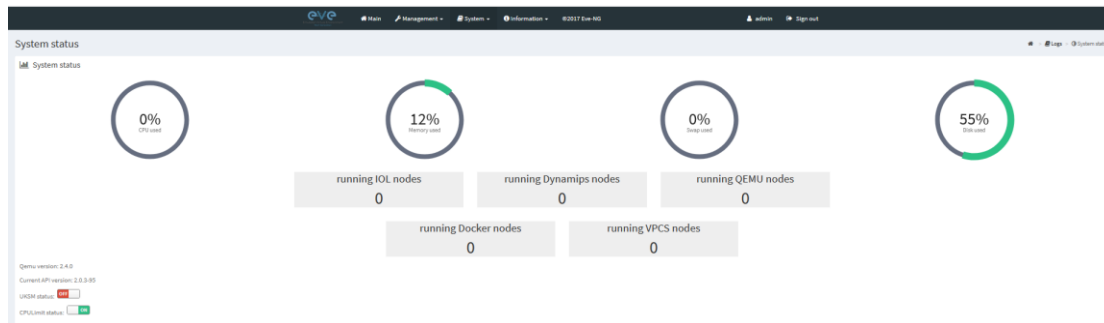 eve Main Management System Information ©2017 Eve-NG admin Sign out
System status Logs System stat
System status
0% 12% 0% 55%
CPU used Memory used Swap used Disk used
running IOL nodes running Dynamips nodes running QEMU nodes
0 0 0
running Docker nodes running VPCS nodes
0 0
Qemu version: 2.4.0
Current API version: 2.0.3-95
UKSM status: OFF
CPULimit status: ON